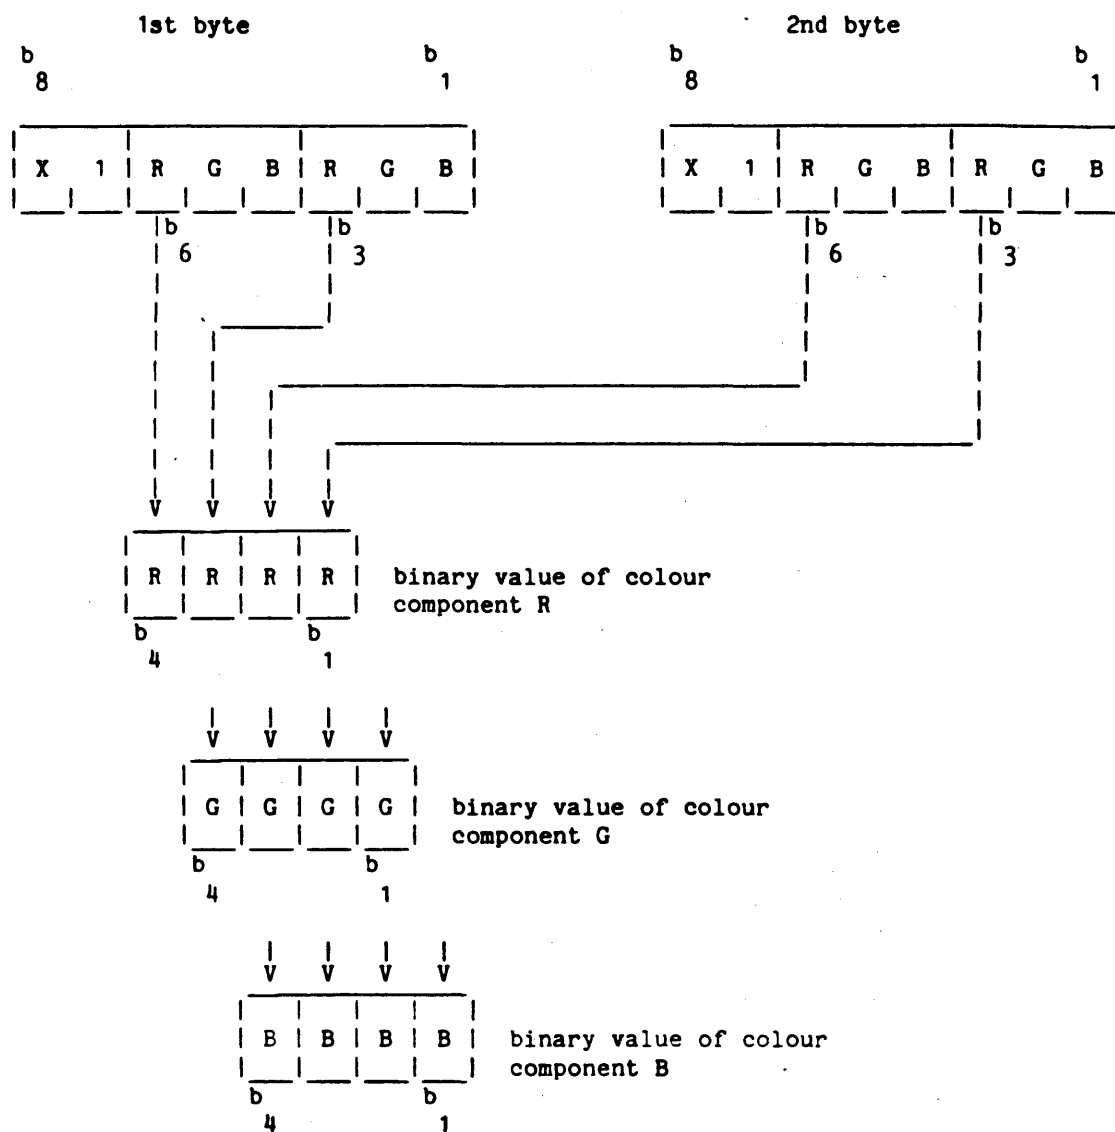 1st byte 2nd byte
b b b b
8 1 8 1
X 1 R G B R G B X 1 R G B R G B
b b b b
6 3 6 3
V V V V
R R R R binary value of colour
component R
b b
4 1
V V V V
G G G G binary value of colour
component G
b b
4 1
V V V V
B B B B binary value of colour
component B
b b
4 1